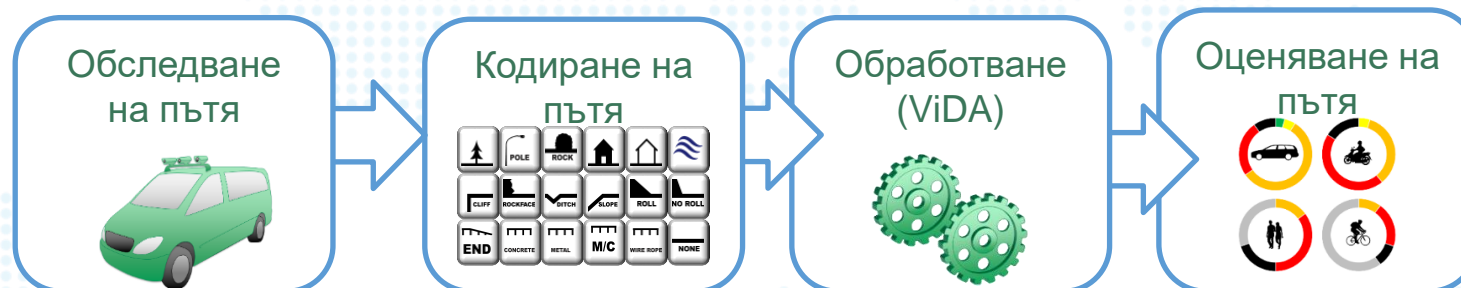 Обследване
на пътя
Кодиране на
пътя
POLE
ROCK
CLIFF
ROCKFACE
DITCH
SLOPE
ROLL
NO ROLL
END
CONCRETE
METAL
M/C
WIRE ROPE
NONE
Обработване
(ViDA)
Оценяване на
пътя